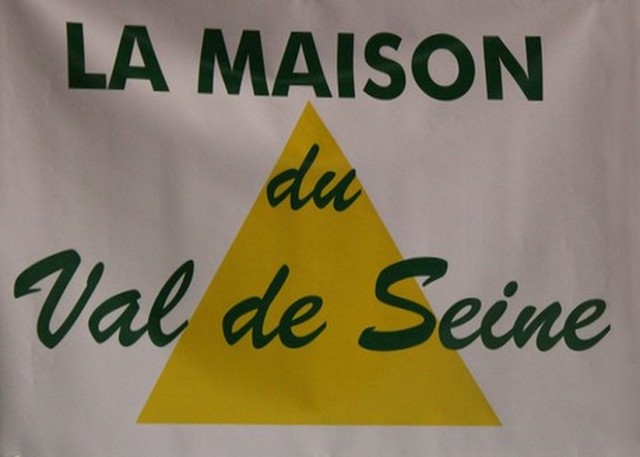 LA MAISON
du
Val de Seine